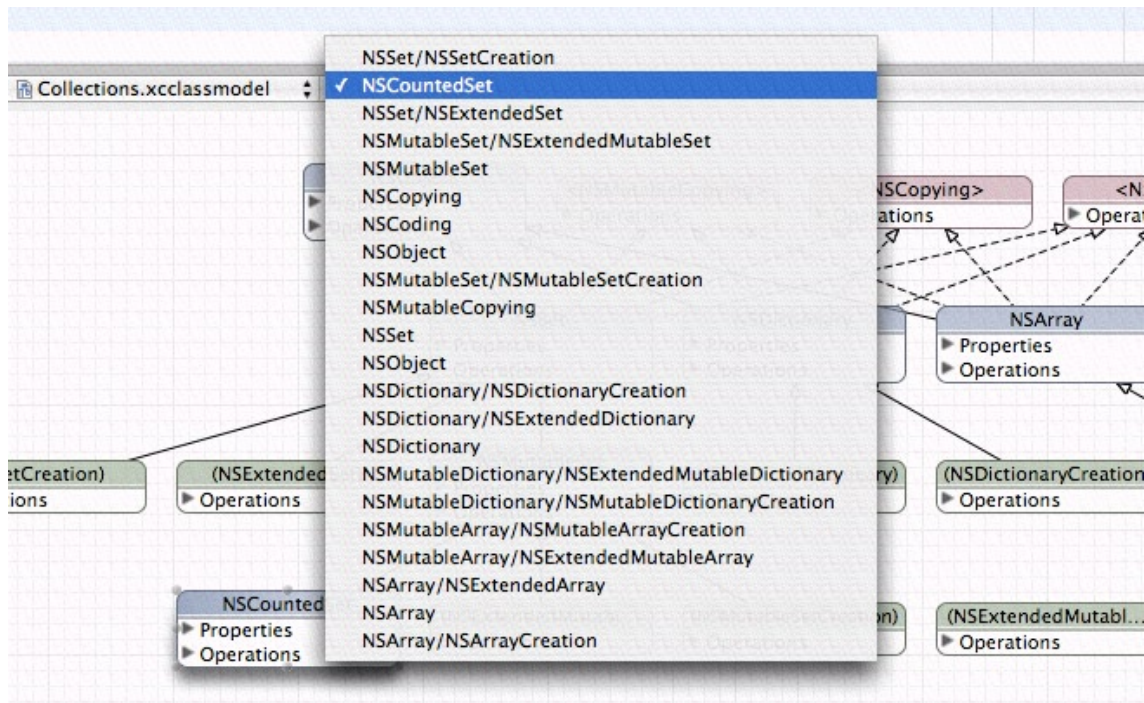 Collections.xcclassmodel
NSSet/NSSetCreation
✓ NSCountedSet
NSSet/NSExtendedSet
NSMutableSet/NSExtendedMutableSet
NSMutableSet
NSCopying
NSCoding
NSObject
NSMutableSet/NSMutableSetCreation
NSMutableCopying
NSSet
NSObject
NSDictionary/NSDictionaryCreation
NSDictionary/NSExtendedDictionary
NSDictionary
NSMutableDictionary/NSExtendedMutableDictionary
NSMutableDictionary/NSMutableDictionaryCreation
NSMutableArray/NSMutableArrayCreation
NSMutableArray/NSExtendedMutableArray
NSArray/NSExtendedArray
NSArray
NSArray/NSArrayCreation
NSCopying>
ations
<N
Opera
NSArray
Properties
Operations
etCreation)
ions
(NSExtended
Operations
ry)
(NSDictionaryCreation
Operations
NSCounted
Properties
Operations
on)
(NSExtendedMutabl...
Operations